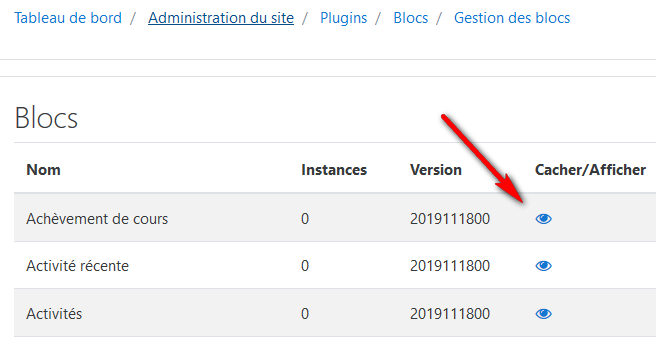 Tableau de bord / Administration du site / Plugins / Blocs / Gestion des blocs
Blocs
Nom Instances Version Cacher/Afficher
Achèvement de cours 0 2019111800
Activité récente 0 2019111800
Activités 0 2019111800